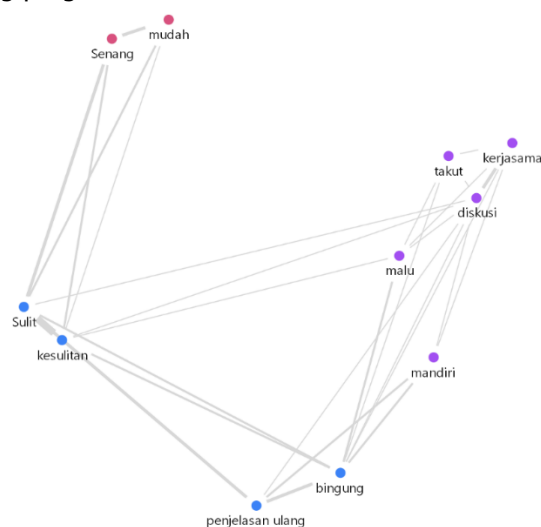 mudah
Senang
kerjasama
takut
diskusi
malu
Sulit
kesulitan
mandiri
bingung
penjelasan ulang